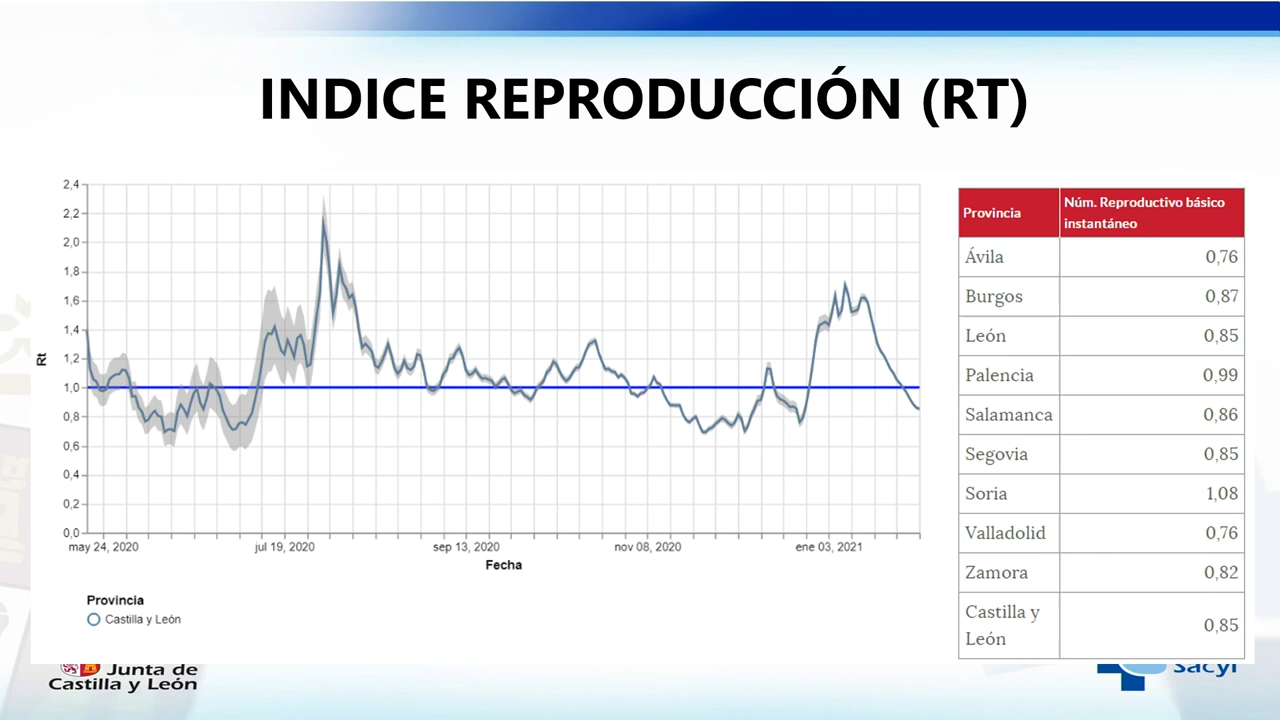 INDICE REPRODUCCIÓN (RT)
2,4
2,2
2,0
1,8
1,6
1,4
1,2
1,0
0,8
0,6
0,4
0,2
0,0
Rt
may 24, 2020
jul 19, 2020
sep 13, 2020
nov 08, 2020
ene 03, 2021
Fecha
Provincia
Castilla y León
Provincia
Núm. Reproductivo básico
instantáneo
Ávila 0,76
Burgos 0,87
León 0,85
Palencia 0,99
Salamanca 0,86
Segovia 0,85
Soria 1,08
Valladolid 0,76
Zamora 0,82
Castilla y
León 0,85
Junta de
Castilla y León
Sacyl